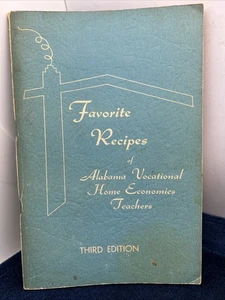 Favorite
Recipes
of
Alabama Vocational
Home Economics
Teachers
THIRD EDITION